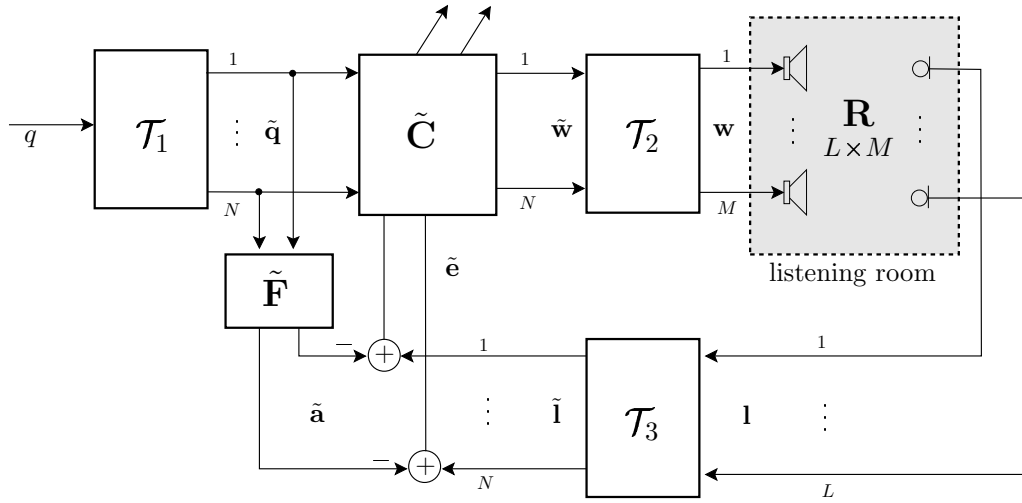 q
𝒯₁
1
⋮
q̃
N
C̃
1
w̃
N
𝒯₂
1
w
M
⋮
R
L × M
⋮
listening room
F̃
ẽ
−
+
1
ã
⋮
l̃
𝒯₃
1
l
⋮
−
+
N
L